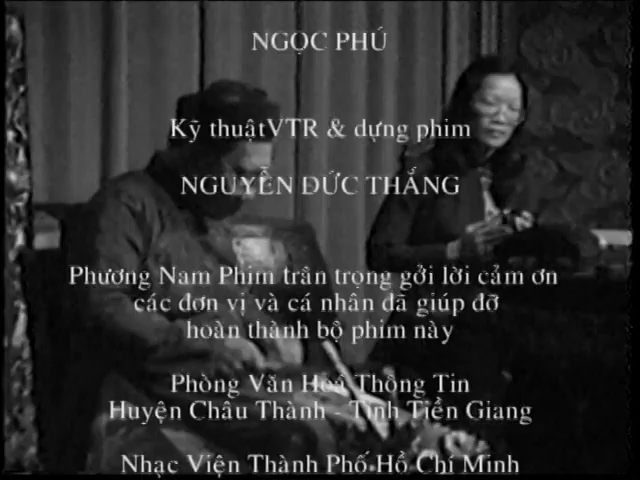 NGỌC PHÚ
Kỹ thuậtVTR & dựng phim
NGUYỄN ĐỨC THẮNG
Phương Nam Phim trân trọng gởi lời cảm ơn
các đơn vị và cá nhân đã giúp đỡ
hoàn thành bộ phim này
Phòng Văn Hoá Thông Tin
Huyện Châu Thành - Tỉnh Tiền Giang
Nhạc Viện Thành Phố Hồ Chí Minh